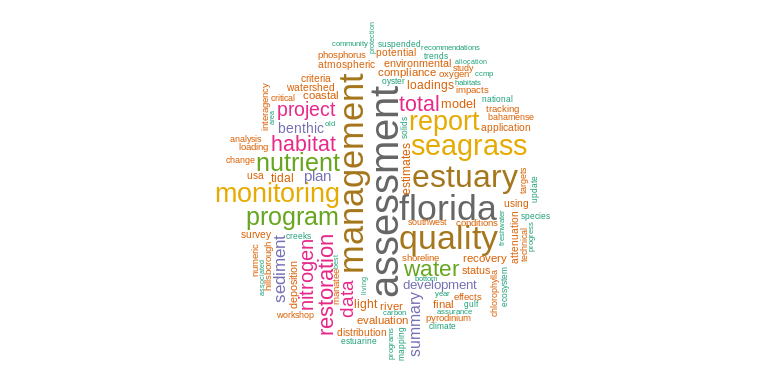 community
protection
suspended
recommendations
phosphorus
potential
trends
atmospheric
environmental
allocation
study
criteria
compliance
oxygen
ccmp
watershed
oyster
loadings
habitats
impacts
critical
coastal
management
assessment
total
model
national
tracking
interagency
area
project
solids
report
bahamense
benthic
old
application
analysis
habitat
seagrass
loading
change
nutrient
estimates
estuary
usa
tidal
plan
targets
update
monitoring
florida
using
program
southwest
conditions
species
survey
creeks
quality
freshwater
attenuation
technical
progress
numeric
associated
hillsborough
sediment
deposition
nitrogen
restoration
best
manatee
data
shoreline
recovery
water
status
bottom
living
development
chlorophylla
ecosystem
year
effects
light
river
final
gulf
workshop
carbon
assurance
evaluation
summary
pyrodinium
climate
distribution
estuarine
programs
mapping